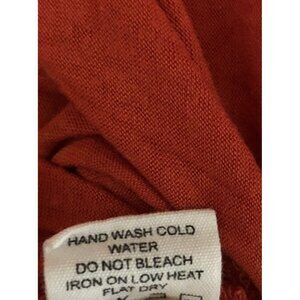 HAND WASH COLD
WATER
DO NOT BLEACH
IRON ON LOW HEAT
FLAT DRY